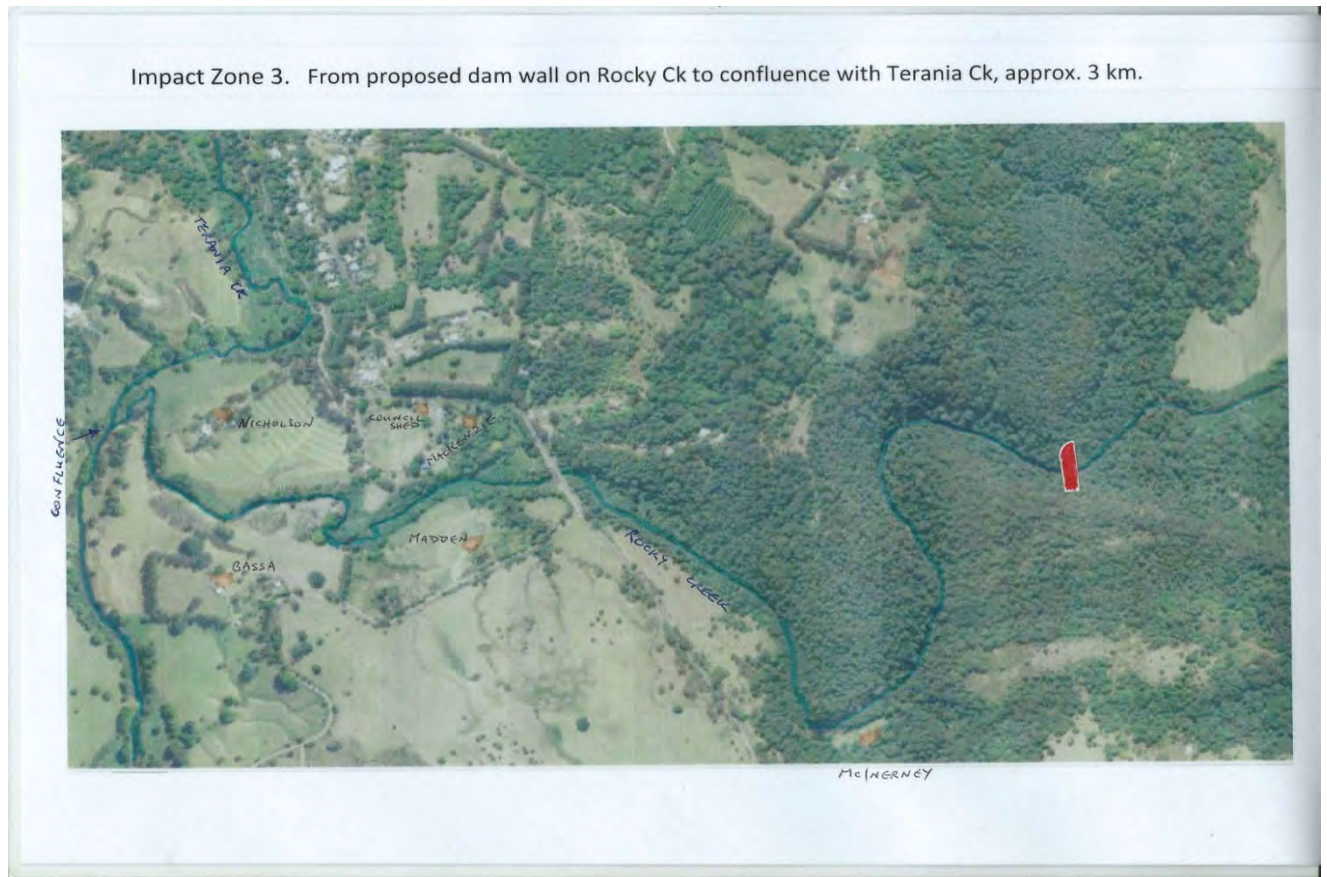 Impact Zone 3. From proposed dam wall on Rocky Ck to confluence with Terania Ck, approx. 3 km.
TERANIA CK
CONFLUENCE
NICHOLSON
COUNCIL
SHED
MACKENZIE
MADDEN
BASSA
ROCKY CREEK
McINERNEY